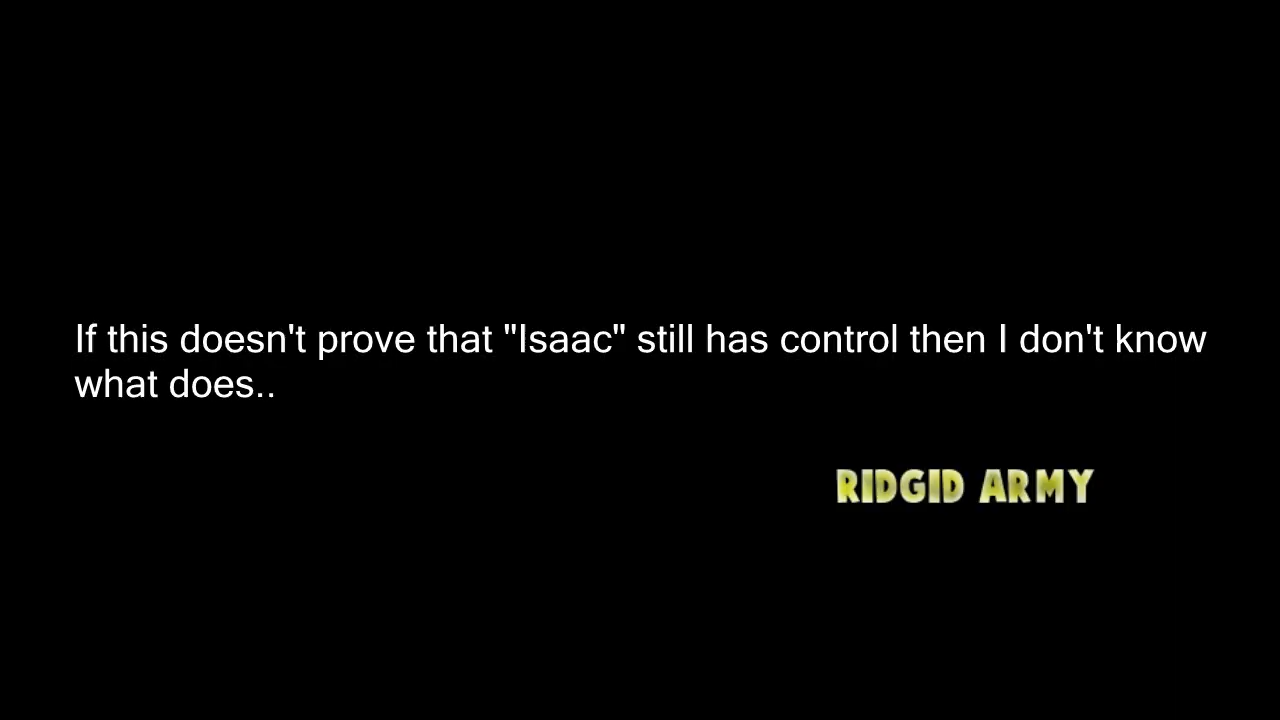 If this doesn't prove that "Isaac" still has control then I don't know
what does..
RIDGID ARMY